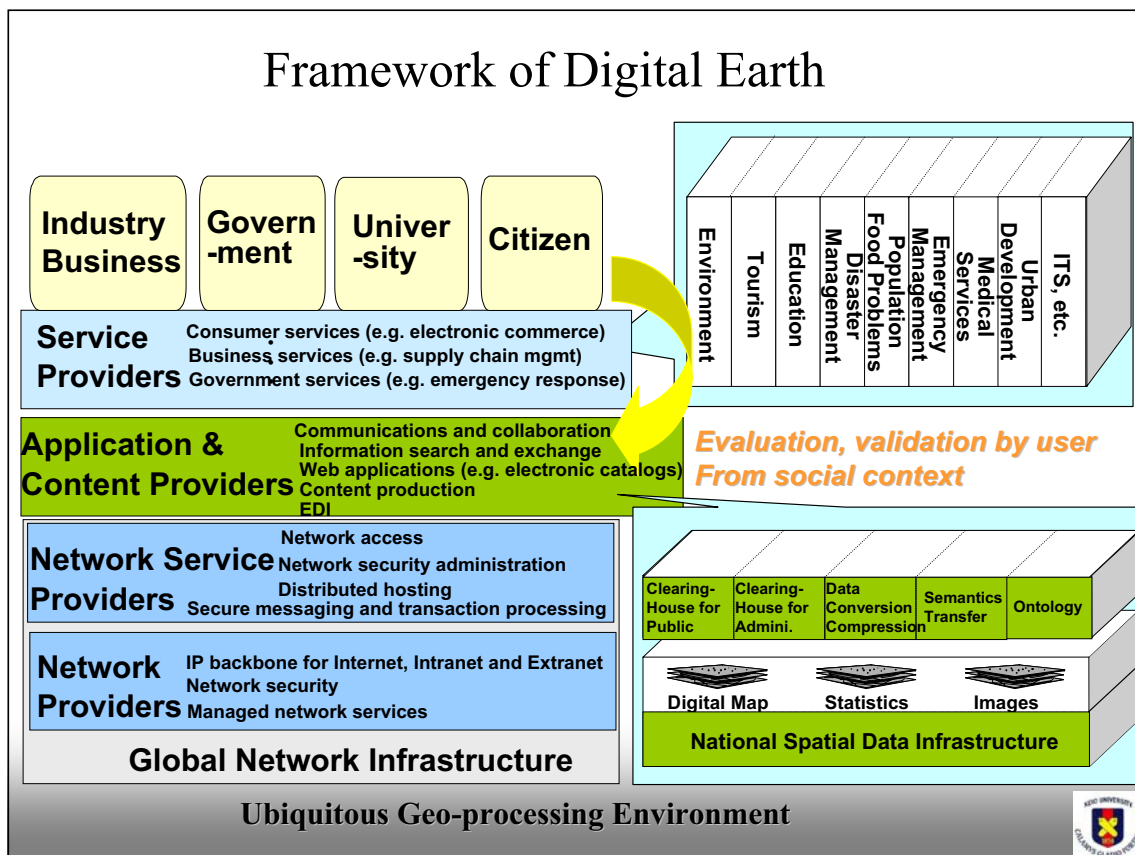 Framework of Digital Earth
Industry
Business
Govern
-ment
Univer
-sity
Citizen
Service
Providers
Consumer services (e.g. electronic commerce)
Business services (e.g. supply chain mgmt)
Government services (e.g. emergency response)
Application &
Content Providers
Communications and collaboration
Information search and exchange
Web applications (e.g. electronic catalogs)
Content production
EDI
Network Service
Providers
Network access
Network security administration
Distributed hosting
Secure messaging and transaction processing
Network
Providers
IP backbone for Internet, Intranet and Extranet
Network security
Managed network services
Global Network Infrastructure
Environment
Tourism
Education
Disaster
Management
Population
Food Problems
Emergency
Management
Medical
Services
Urban
Development
ITS, etc.
Evaluation, validation by user
From social context
Clearing-
House for
Public
Clearing-
House for
Admini.
Data
Conversion
Compression
Semantics
Transfer
Ontology
Digital Map
Statistics
Images
National Spatial Data Infrastructure
Ubiquitous Geo-processing Environment
KEIO UNIVERSITY
CALAMVS GLADIO FORTIOR